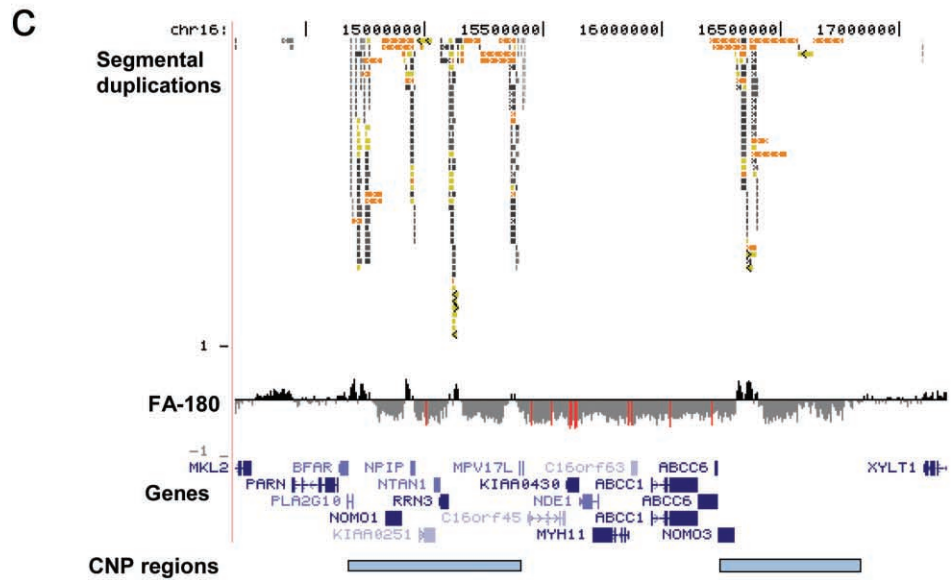 C
chr16: 15000000 15500000 16000000 16500000 17000000
Segmental
duplications
1
FA-180
-1
MKL2 BFAR NPIP MPV17L C16orf63 ABCC6 XYLT1
Genes
PARN NTAN1 KIAA0430 ABCC1
PLA2G10 RRN3 NDE1 ABCC6
NOMO1 C16orf45 ABCC1
KIAA0251 MYH11 NOMO3
CNP regions